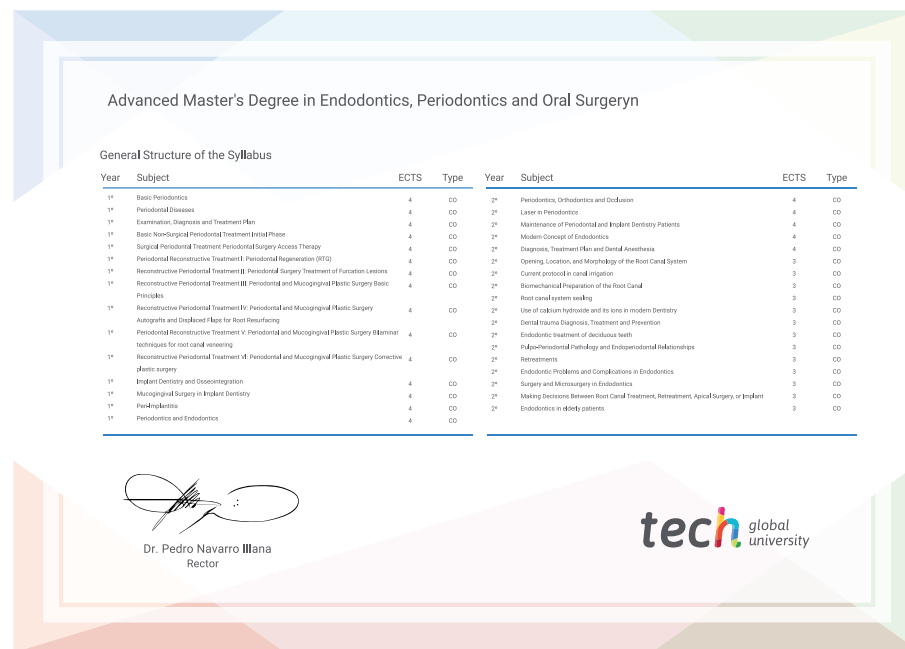 Advanced Master's Degree in Endodontics, Periodontics and Oral Surgeryn
General Structure of the Syllabus
Year Subject ECTS Type
1º Basic Periodontics 4 CO
1º Periodontal Diseases 4 CO
1º Examination, Diagnosis and Treatment Plan 4 CO
1º Basic Non-Surgical Periodontal Treatment Initial Phase 4 CO
1º Surgical Periodontal Treatment Periodontal Surgery Access Therapy 4 CO
1º Periodontal Reconstructive Treatment I: Periodontal Regeneration (RTG) 4 CO
1º Reconstructive Periodontal Treatment II: Periodontal Surgery Treatment of Furcation Lesions 4 CO
1º Reconstructive Periodontal Treatment III: Periodontal and Mucogingival Plastic Surgery Basic 4 CO
Principles
1º Reconstructive Periodontal Treatment IV: Periodontal and Mucogingival Plastic Surgery 4 CO
Autografts and Displaced Flaps for Root Resurfacing
1º Periodontal Reconstructive Treatment V: Periodontal and Mucogingival Plastic Surgery Bilaminar 4 CO
techniques for root canal veneering
1º Reconstructive Periodontal Treatment VI: Periodontal and Mucogingival Plastic Surgery Corrective 4 CO
plastic surgery
1º Implant Dentistry and Osseointegration 4 CO
1º Mucogingival Surgery in Implant Dentistry 4 CO
1º Peri-Implantitis 4 CO
1º Periodontics and Endodontics 4 CO
Year Subject ECTS Type
2º Periodontics, Orthodontics and Occlusion 4 CO
2º Laser in Periodontics 4 CO
2º Maintenance of Periodontal and Implant Dentistry Patients 4 CO
2º Modern Concept of Endodontics 4 CO
2º Diagnosis, Treatment Plan and Dental Anesthesia 4 CO
2º Opening, Location, and Morphology of the Root Canal System 3 CO
2º Current protocol in canal irrigation 3 CO
2º Biomechanical Preparation of the Root Canal 3 CO
2º Root canal system sealing 3 CO
2º Use of calcium hydroxide and its ions in modern Dentistry 3 CO
2º Dental trauma Diagnosis, Treatment and Prevention 3 CO
2º Endodontic treatment of deciduous teeth 3 CO
2º Pulpo-Periodontal Pathology and Endoperiodontal Relationships 3 CO
2º Retreatments 3 CO
2º Endodontic Problems and Complications in Endodontics 3 CO
2º Surgery and Microsurgery in Endodontics 3 CO
2º Making Decisions Between Root Canal Treatment, Retreatment, Apical Surgery, or Implant 3 CO
2º Endodontics in elderly patients 3 CO
Dr. Pedro Navarro Illana
Rector
tech global
university